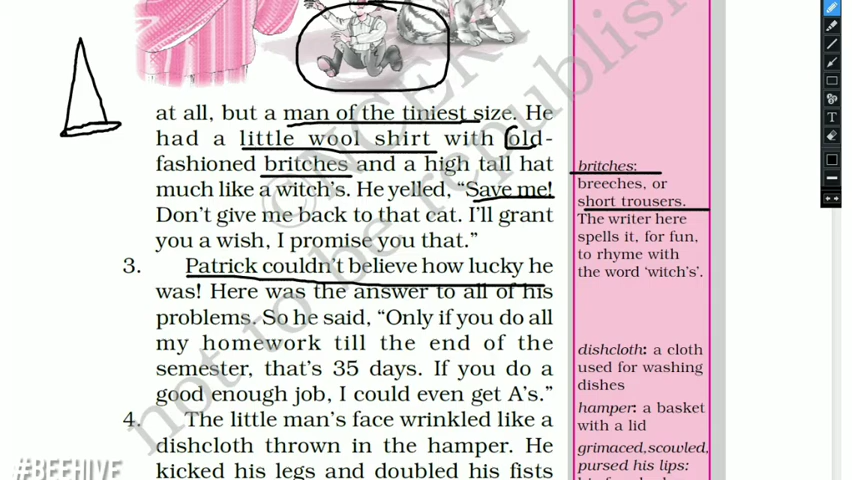 at all, but a man of the tiniest size. He
had a little wool shirt with old-
fashioned britches and a high tall hat
much like a witch's. He yelled, "Save me!
Don't give me back to that cat. I'll grant
you a wish, I promise you that."
3. Patrick couldn't believe how lucky he
was! Here was the answer to all of his
problems. So he said, "Only if you do all
my homework till the end of the
semester, that's 35 days. If you do a
good enough job, I could even get A's."
4. The little man's face wrinkled like a
dishcloth thrown in the hamper. He
kicked his legs and doubled his fists
britches:
breeches, or
short trousers.
The writer here
spells it, for fun,
to rhyme with
the word 'witch's'.
dishcloth: a cloth
used for washing
dishes
hamper: a basket
with a lid
grimaced,scowled,
pursed his lips:
©NCERT
not to be republish
#BEEHIVE
T